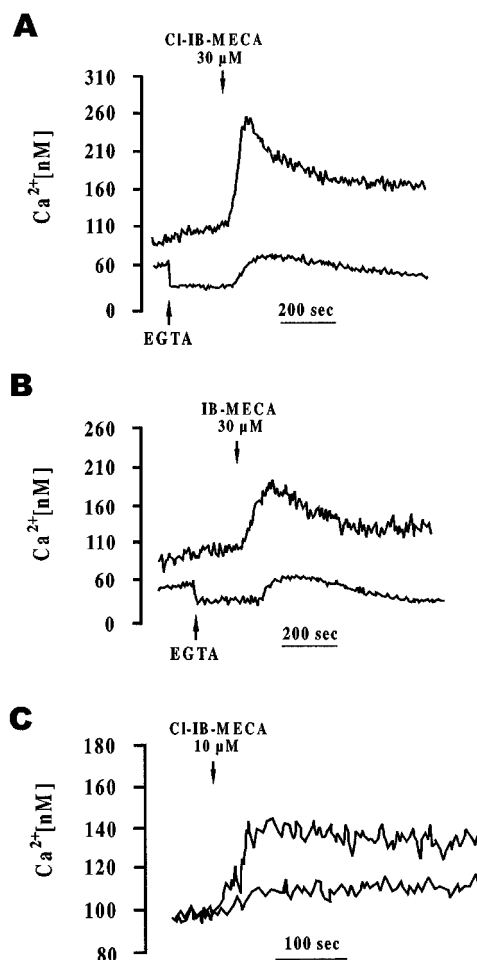 A
Cl-IB-MECA
30 µM
310
260
210
160
110
60
0
Ca2+[nM]
200 sec
EGTA
B
IB-MECA
30 µM
260
210
160
110
60
0
Ca2+[nM]
200 sec
EGTA
C
Cl-IB-MECA
10 µM
180
160
140
120
100
80
Ca2+[nM]
100 sec